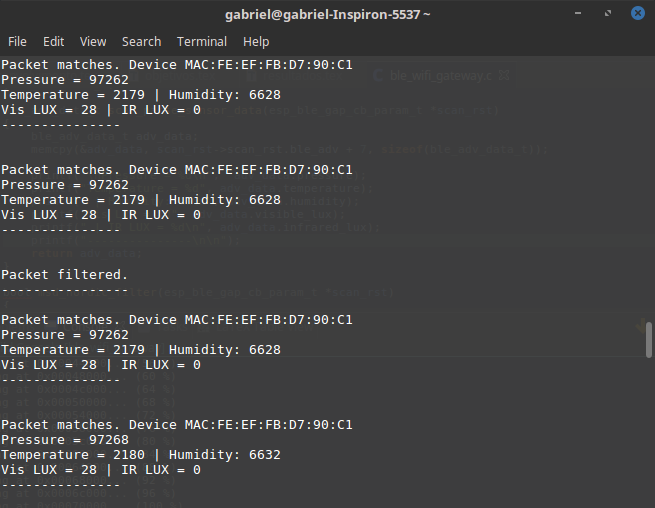 gabriel@gabriel-Inspiron-5537:~
File Edit View Search Terminal Help
Packet matches. Device MAC:FE:EF:FB:D7:90:C1
Pressure = 97262
Temperature = 2179 | Humidity: 6628
Vis LUX = 28 | IR LUX = 0
---------------
Packet matches. Device MAC:FE:EF:FB:D7:90:C1
Pressure = 97262
Temperature = 2179 | Humidity: 6628
Vis LUX = 28 | IR LUX = 0
---------------
Packet filtered.
----------------
Packet matches. Device MAC:FE:EF:FB:D7:90:C1
Pressure = 97262
Temperature = 2179 | Humidity: 6628
Vis LUX = 28 | IR LUX = 0
---------------
Packet matches. Device MAC:FE:EF:FB:D7:90:C1
Pressure = 97268
Temperature = 2180 | Humidity: 6632
Vis LUX = 28 | IR LUX = 0
---------------
ble_wifi_gateway.c